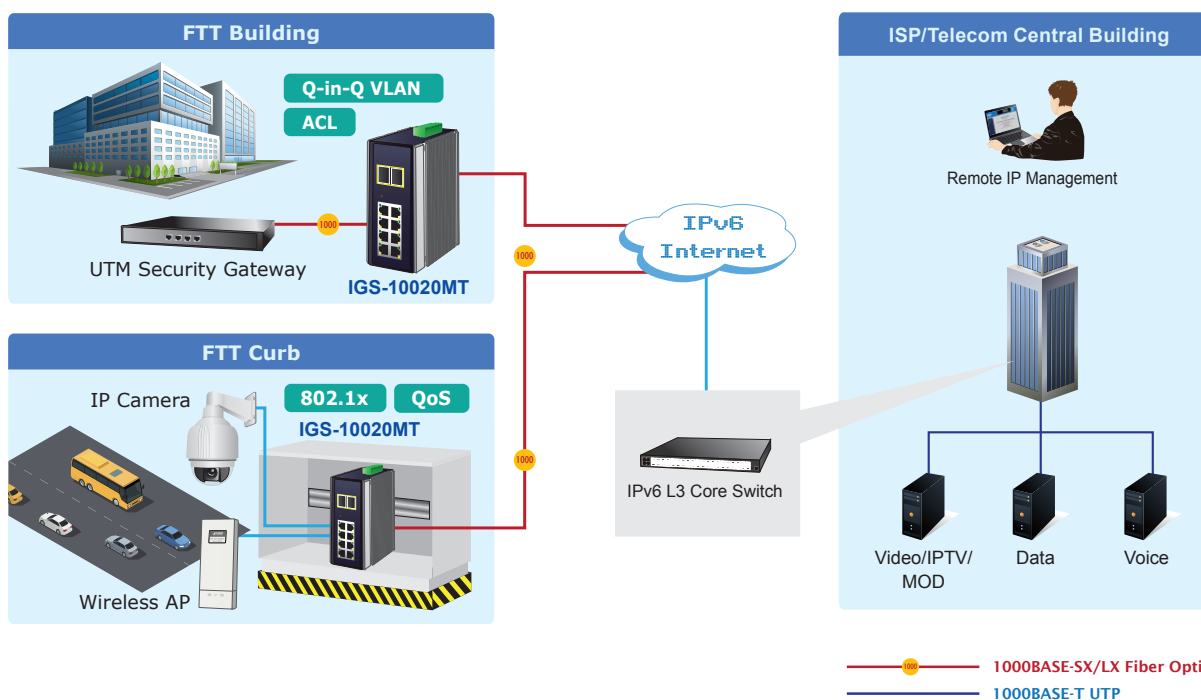 FTT Building
Q-in-Q VLAN
ACL
1000
UTM Security Gateway
IGS-10020MT
1000
IPv6
Internet
FTT Curb
IP Camera
802.1x
QoS
IGS-10020MT
1000
Wireless AP
IPv6 L3 Core Switch
ISP/Telecom Central Building
Remote IP Management
Video/IPTV/
MOD
Data
Voice
1000
1000BASE-SX/LX Fiber Opti
1000BASE-T UTP